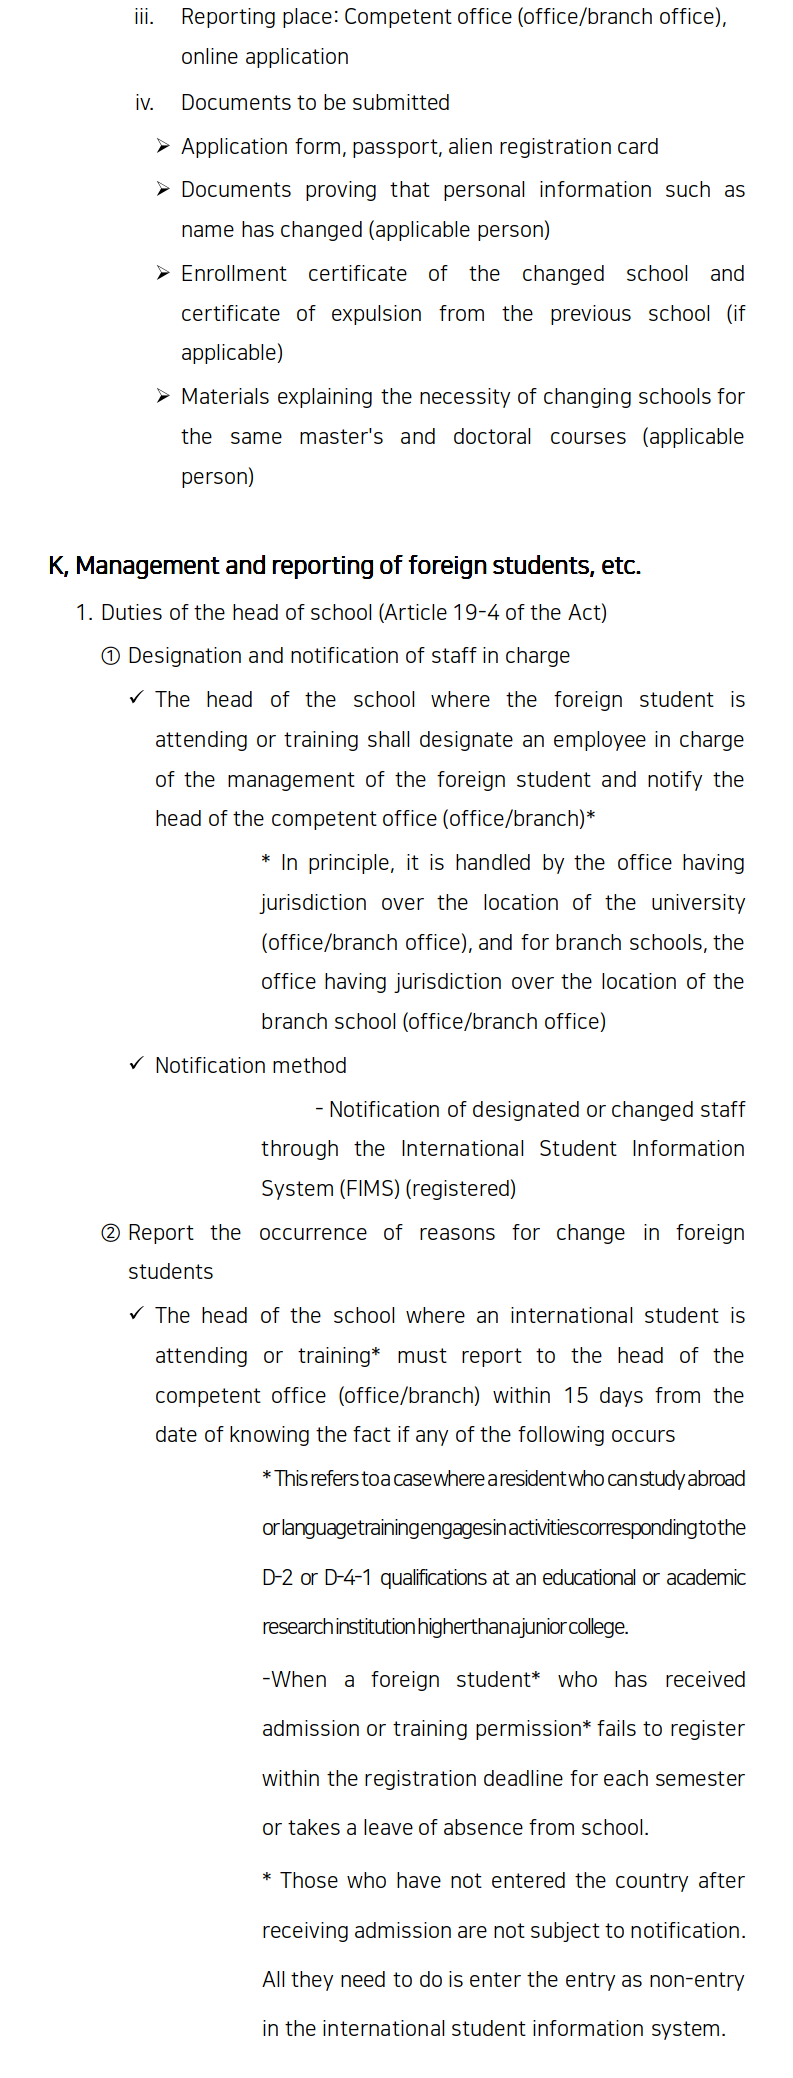 iii. Reporting place: Competent office (office/branch office),
online application
iv. Documents to be submitted
➢ Application form, passport, alien registration card
➢ Documents proving that personal information such as
name has changed (applicable person)
➢ Enrollment certificate of the changed school and
certificate of expulsion from the previous school (if
applicable)
➢ Materials explaining the necessity of changing schools for
the same master's and doctoral courses (applicable
person)
K, Management and reporting of foreign students, etc.
1. Duties of the head of school (Article 19-4 of the Act)
① Designation and notification of staff in charge
✓ The head of the school where the foreign student is
attending or training shall designate an employee in charge
of the management of the foreign student and notify the
head of the competent office (office/branch)*
* In principle, it is handled by the office having
jurisdiction over the location of the university
(office/branch office), and for branch schools, the
office having jurisdiction over the location of the
branch school (office/branch office)
✓ Notification method
- Notification of designated or changed staff
through the International Student Information
System (FIMS) (registered)
② Report the occurrence of reasons for change in foreign
students
✓ The head of the school where an international student is
attending or training* must report to the head of the
competent office (office/branch) within 15 days from the
date of knowing the fact if any of the following occurs
* This refers to a case where a resident who can study abroad
or language training engages in activities corresponding to the
D-2 or D-4-1 qualifications at an educational or academic
research institution higher than a junior college.
-When a foreign student* who has received
admission or training permission* fails to register
within the registration deadline for each semester
or takes a leave of absence from school.
* Those who have not entered the country after
receiving admission are not subject to notification.
All they need to do is enter the entry as non-entry
in the international student information system.